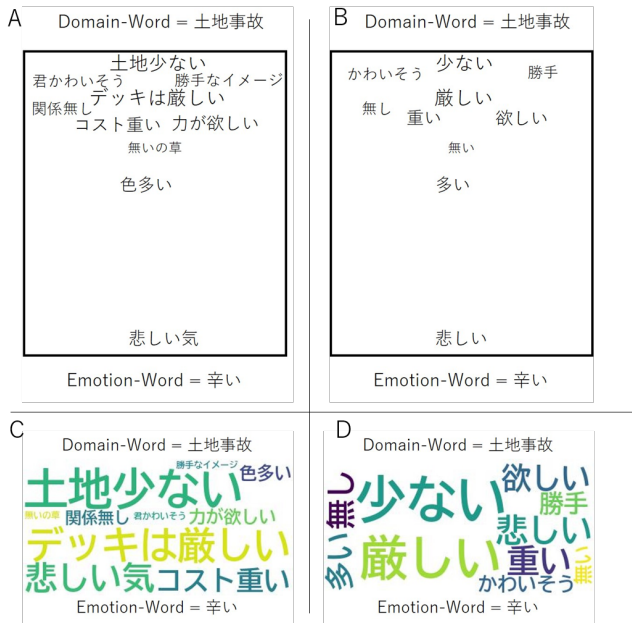 A
Domain-Word = 土地事故
土地少ない
君かわいそう 勝手なイメージ
デッキは厳しい
関係無し
コスト重い 力が欲しい
無いの草
色多い
悲しい気
Emotion-Word = 辛い
B
Domain-Word = 土地事故
少ない
かわいそう 勝手
厳しい
無し
重い 欲しい
無い
多い
悲しい
Emotion-Word = 辛い
C
Domain-Word = 土地事故
勝手なイメージ
土地少ない 色多い
無いの草 関係無し 君かわいそう 力が欲しい
デッキは厳しい
悲しい気 コスト重い
Emotion-Word = 辛い
D
Domain-Word = 土地事故
無し 少ない 欲しい
勝手
悲しい
多い 厳しい 重い 無い
かわいそう
Emotion-Word = 辛い